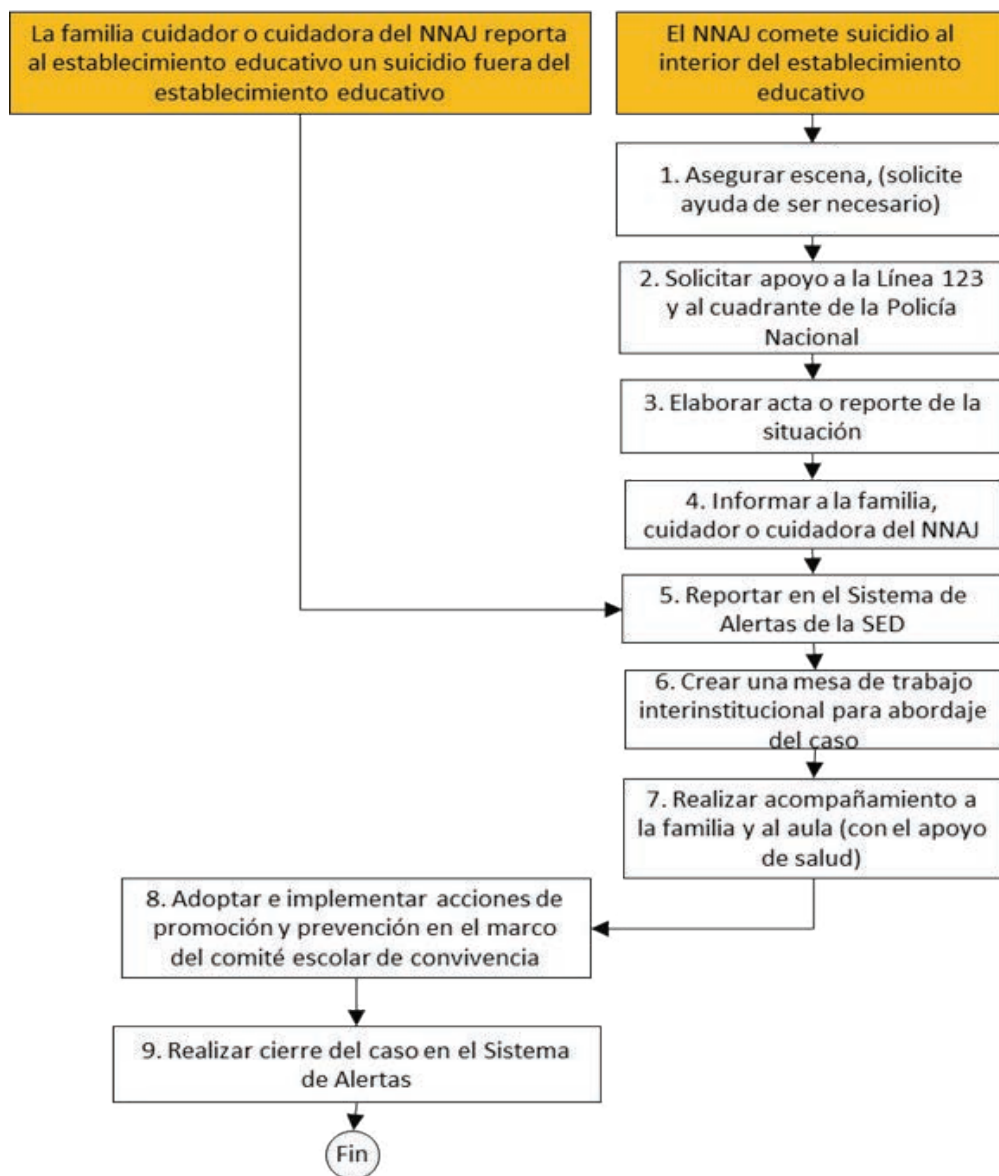 La familia cuidador o cuidadora del NNAJ reporta
al establecimiento educativo un suicidio fuera del
establecimiento educativo
El NNAJ comete suicidio al
interior del establecimiento
educativo
1. Asegurar escena, (solicite
ayuda de ser necesario)
2. Solicitar apoyo a la Línea 123
y al cuadrante de la Policía
Nacional
3. Elaborar acta o reporte de la
situación
4. Informar a la familia,
cuidador o cuidadora del NNAJ
5. Reportar en el Sistema de
Alertas de la SED
6. Crear una mesa de trabajo
interinstitucional para abordaje
del caso
7. Realizar acompañamiento a
la familia y al aula (con el apoyo
de salud)
8. Adoptar e implementar acciones de
promoción y prevención en el marco
del comité escolar de convivencia
9. Realizar cierre del caso en el Sistema
de Alertas
Fin